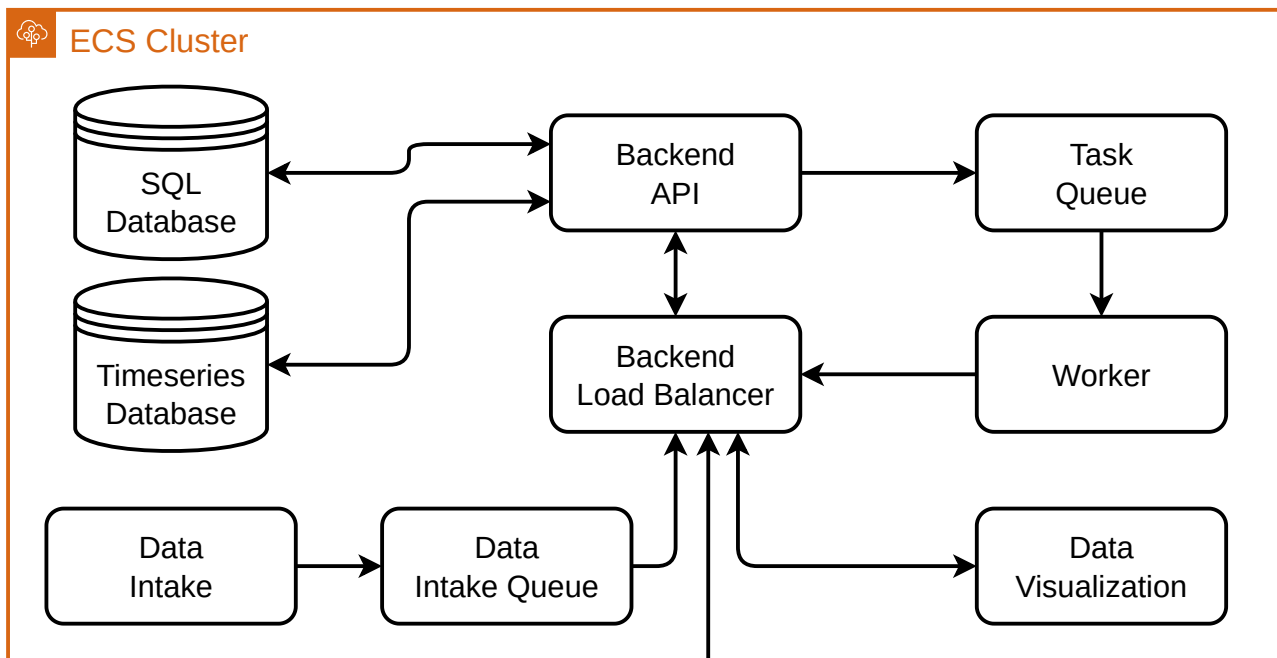 ECS Cluster
SQL
Database
Backend
API
Task
Queue
Timeseries
Database
Backend
Load Balancer
Worker
Data
Intake
Data
Intake Queue
Data
Visualization